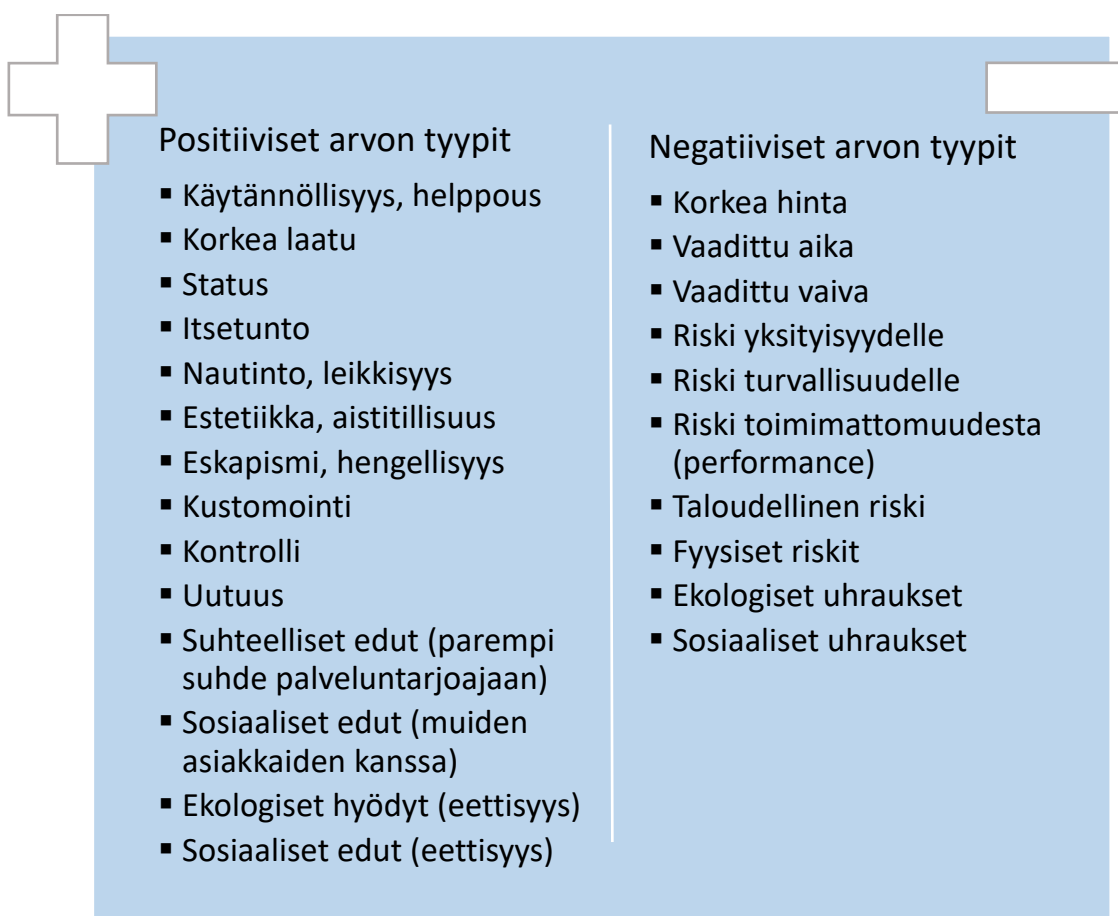 Positiiviset arvon tyypit
▪ Käytännöllisyys, helppous
▪ Korkea laatu
▪ Status
▪ Itsetunto
▪ Nautinto, leikkisyys
▪ Estetiikka, aistitillisuus
▪ Eskapismi, hengellisyys
▪ Kustomointi
▪ Kontrolli
▪ Uutuus
▪ Suhteelliset edut (parempi
suhde palveluntarjoajaan)
▪ Sosiaaliset edut (muiden
asiakkaiden kanssa)
▪ Ekologiset hyödyt (eettisyys)
▪ Sosiaaliset edut (eettisyys)
Negatiiviset arvon tyypit
▪ Korkea hinta
▪ Vaadittu aika
▪ Vaadittu vaiva
▪ Riski yksityisyydelle
▪ Riski turvallisuudelle
▪ Riski toimimattomuudesta
(performance)
▪ Taloudellinen riski
▪ Fyysiset riskit
▪ Ekologiset uhraukset
▪ Sosiaaliset uhraukset